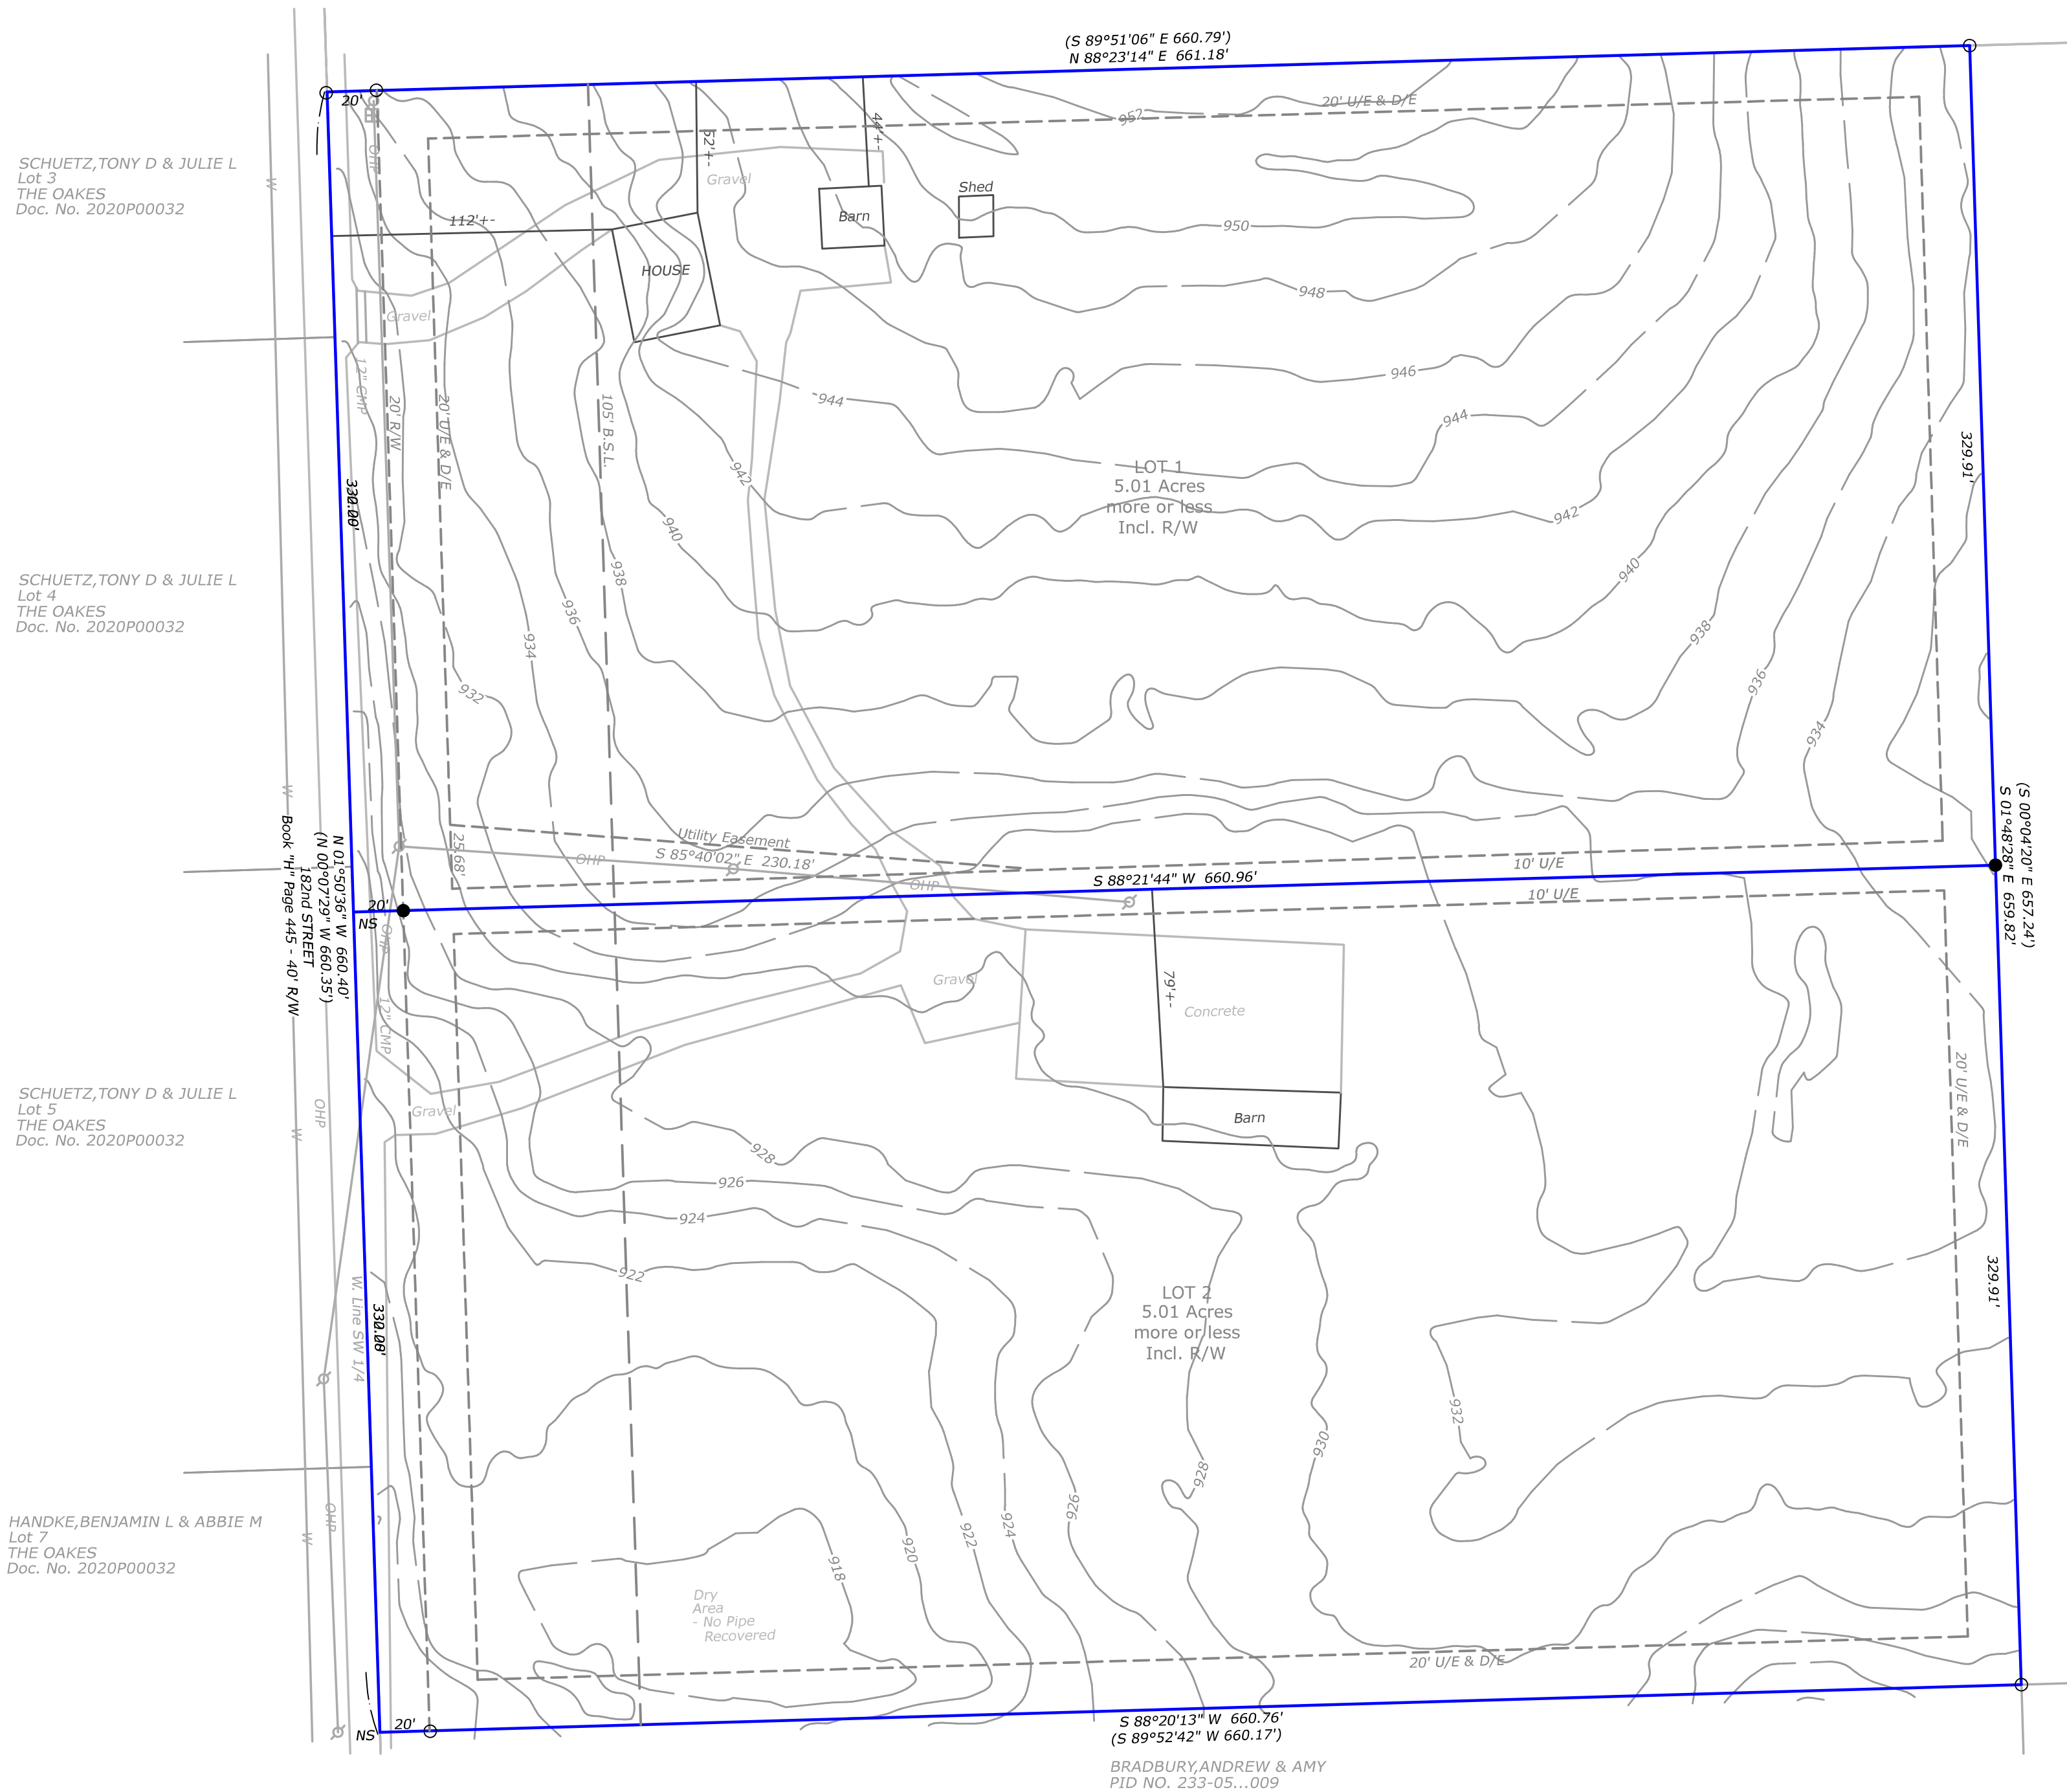 (S 89°51'06" E 660.79')
N 88°23'14" E 661.18'
20'
20' U/E & D/E
952
SCHUETZ,TONY D & JULIE L
Lot 3
THE OAKES
Doc. No. 2020P00032
W
OHP
52'+-
44'+-
Gravel
Shed
Barn
112'+-
950
HOUSE
948
Gravel
12" CMP
946
944
944
20' R/W
20' U/E & D/E
105' B.S.L.
329.91'
942
LOT 1
5.01 Acres
more or less
Incl. R/W
942
940
940
938
SCHUETZ,TONY D & JULIE L
Lot 4
THE OAKES
Doc. No. 2020P00032
936
934
938
932
936
934
W
Utility Easement
S 85°40'02" E 230.18'
OHP
OHP
25.68'
10' U/E
S 88°21'44" W 660.96'
10' U/E
20'
NS
(S 00°04'20" E 657.24')
S 01°48'28" E 659.82'
N 01°50'36" W 660.40'
(N 00°07'29" W 660.35')
182nd STREET
Book "H" Page 445 - 40' R/W
OHP
12" CMP
Gravel
79'+-
Concrete
20' U/E & D/E
SCHUETZ,TONY D & JULIE L
Lot 5
THE OAKES
Doc. No. 2020P00032
W
OHP
Gravel
Barn
928
926
924
922
W. Line SW 1/4
LOT 2
5.01 Acres
more or less
Incl. R/W
329.91'
932
930
928
926
924
922
920
918
HANDKE,BENJAMIN L & ABBIE M
Lot 7
THE OAKES
Doc. No. 2020P00032
W
OHP
Dry
Area
- No Pipe
Recovered
20' U/E & D/E
20'
NS
S 88°20'13" W 660.76'
(S 89°52'42" W 660.17')
BRADBURY,ANDREW & AMY
PID NO. 233-05...009